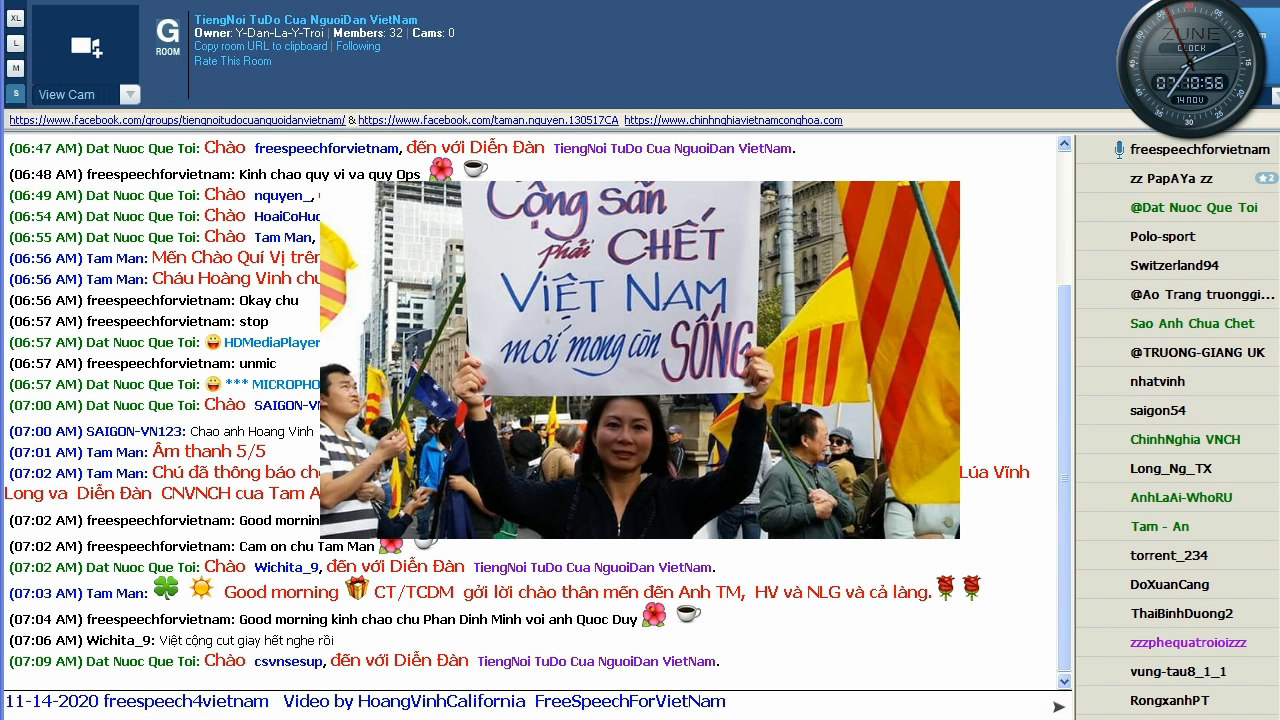 XL
L
M
S
View Cam
G
ROOM
TiengNoi TuDo Cua NguoiDan VietNam
Owner: Y-Dan-La-Y-Troi | Members: 32 | Cams: 0
Copy room URL to clipboard | Following
Rate This Room
ZUNE
CLOCK
07:10:58
14 NOV
https://www.facebook.com/groups/tiengnoitudocuanguoidanvietnam/ & https://www.facebook.com/taman.nguyen.130517CA https://www.chinhnghiavietnamconghoa.com
(06:47 AM) Dat Nuoc Que Toi: Chào freespeechforvietnam, đến với Diễn Đàn TiengNoi TuDo Cua NguoiDan VietNam.
(06:48 AM) freespeechforvietnam: Kinh chao quy vi va quy Ops
(06:49 AM) Dat Nuoc Que Toi: Chào nguyen_,
(06:54 AM) Dat Nuoc Que Toi: Chào HoaiCoHuo
(06:55 AM) Dat Nuoc Que Toi: Chào Tam Man,
(06:56 AM) Tam Man: Mến Chào Quí Vị trên
(06:56 AM) Tam Man: Cháu Hoàng Vinh chu
(06:56 AM) freespeechforvietnam: Okay chu
(06:57 AM) freespeechforvietnam: stop
(06:57 AM) Dat Nuoc Que Toi: HDMediaPlayer
(06:57 AM) freespeechforvietnam: unmic
(06:57 AM) Dat Nuoc Que Toi: *** MICROPHO
(07:00 AM) Dat Nuoc Que Toi: Chào SAIGON-VN
(07:00 AM) SAIGON-VN123: Chao anh Hoang Vinh
(07:01 AM) Tam Man: Âm thanh 5/5
(07:02 AM) Tam Man: Chú đã thông báo ch
Lúa Vĩnh
Long va Diễn Đàn CNVNCH cua Tam A
(07:02 AM) freespeechforvietnam: Good mornin
(07:02 AM) freespeechforvietnam: Cam on chu Tam Man
(07:02 AM) Dat Nuoc Que Toi: Chào Wichita_9, đến với Diễn Đàn TiengNoi TuDo Cua NguoiDan VietNam.
(07:03 AM) Tam Man: Good morning CT/TCDM gởi lời chào thân mến đến Anh TM, HV và NLG và cả làng.
(07:04 AM) freespeechforvietnam: Good morning kinh chao chu Phan Dinh Minh voi anh Quoc Duy
(07:06 AM) Wichita_9: Việt cộng cut giay hết nghe rồi
(07:09 AM) Dat Nuoc Que Toi: Chào csvnsesup, đến với Diễn Đàn TiengNoi TuDo Cua NguoiDan VietNam.
Cộng sản
phải CHẾT
VIỆT NAM
mới mong còn SỐNG
freespeechforvietnam
zz PapAYa zz
2
@Dat Nuoc Que Toi
Polo-sport
Switzerland94
@Ao Trang truonggi...
Sao Anh Chua Chet
@TRUONG-GIANG UK
nhatvinh
saigon54
ChinhNghia VNCH
Long_Ng_TX
AnhLaAi-WhoRU
Tam - An
torrent_234
DoXuanCang
ThaiBinhDuong2
zzzphequatroioizzz
vung-tau8_1_1
RongxanhPT
11-14-2020 freespeech4vietnam Video by HoangVinhCalifornia FreeSpeechForVietNam